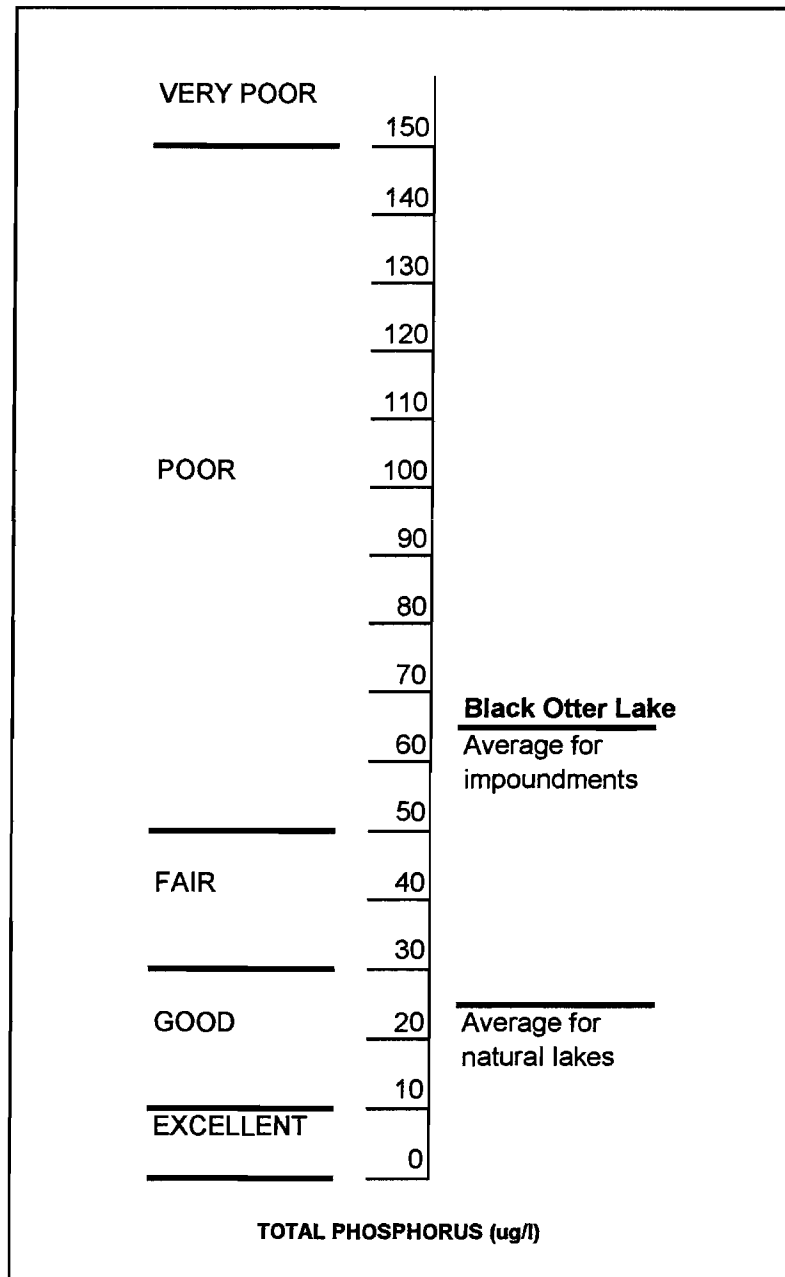 VERY POOR
150
140
130
120
110
POOR
100
90
80
70
Black Otter Lake
60
Average for
impoundments
50
FAIR
40
30
GOOD
20
Average for
natural lakes
10
EXCELLENT
0
TOTAL PHOSPHORUS (ug/l)